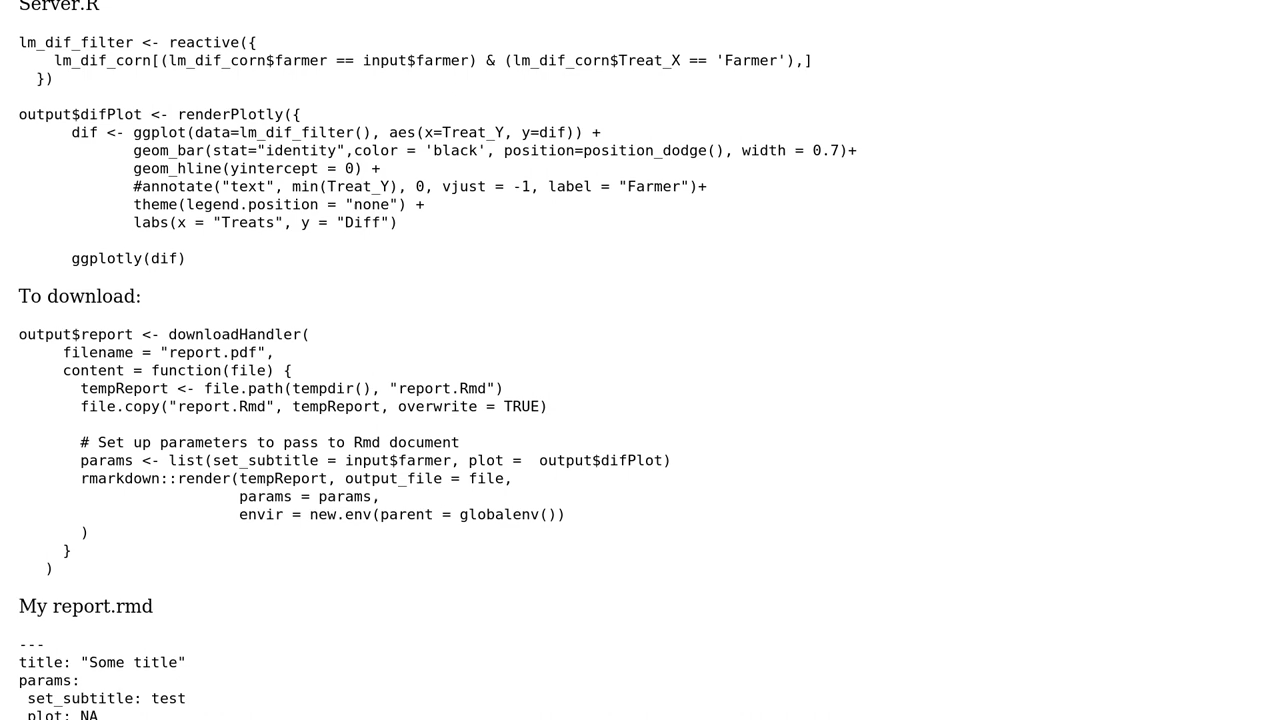 Server.R
lm_dif_filter <- reactive({
    lm_dif_corn[(lm_dif_corn$farmer == input$farmer) & (lm_dif_corn$Treat_X == 'Farmer'),]
  })
output$difPlot <- renderPlotly({
      dif <- ggplot(data=lm_dif_filter(), aes(x=Treat_Y, y=dif)) +
             geom_bar(stat="identity",color = 'black', position=position_dodge(), width = 0.7)+
             geom_hline(yintercept = 0) +
             #annotate("text", min(Treat_Y), 0, vjust = -1, label = "Farmer")+
             theme(legend.position = "none") +
             labs(x = "Treats", y = "Diff")
      ggplotly(dif)
To download:
output$report <- downloadHandler(
     filename = "report.pdf",
     content = function(file) {
       tempReport <- file.path(tempdir(), "report.Rmd")
       file.copy("report.Rmd", tempReport, overwrite = TRUE)
       # Set up parameters to pass to Rmd document
       params <- list(set_subtitle = input$farmer, plot =  output$difPlot)
       rmarkdown::render(tempReport, output_file = file,
                         params = params,
                         envir = new.env(parent = globalenv())
       )
     }
   )
My report.rmd
---
title: "Some title"
params:
 set_subtitle: test
 plot: NA